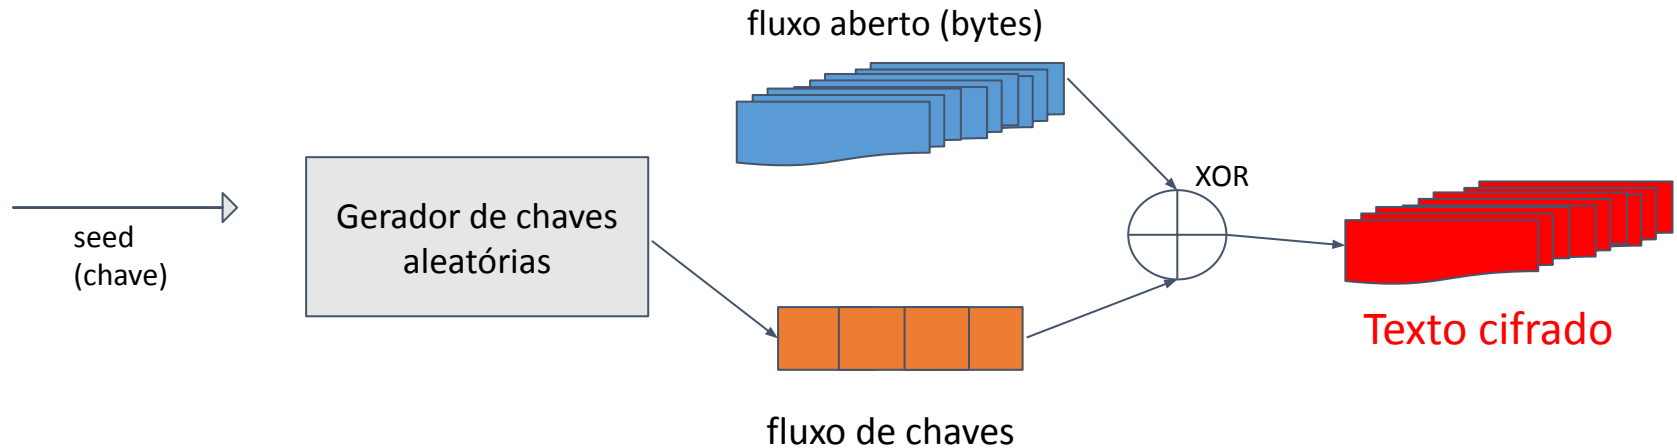 fluxo aberto (bytes)
XOR
Gerador de chaves
aleatórias
seed
(chave)
Texto cifrado
fluxo de chaves